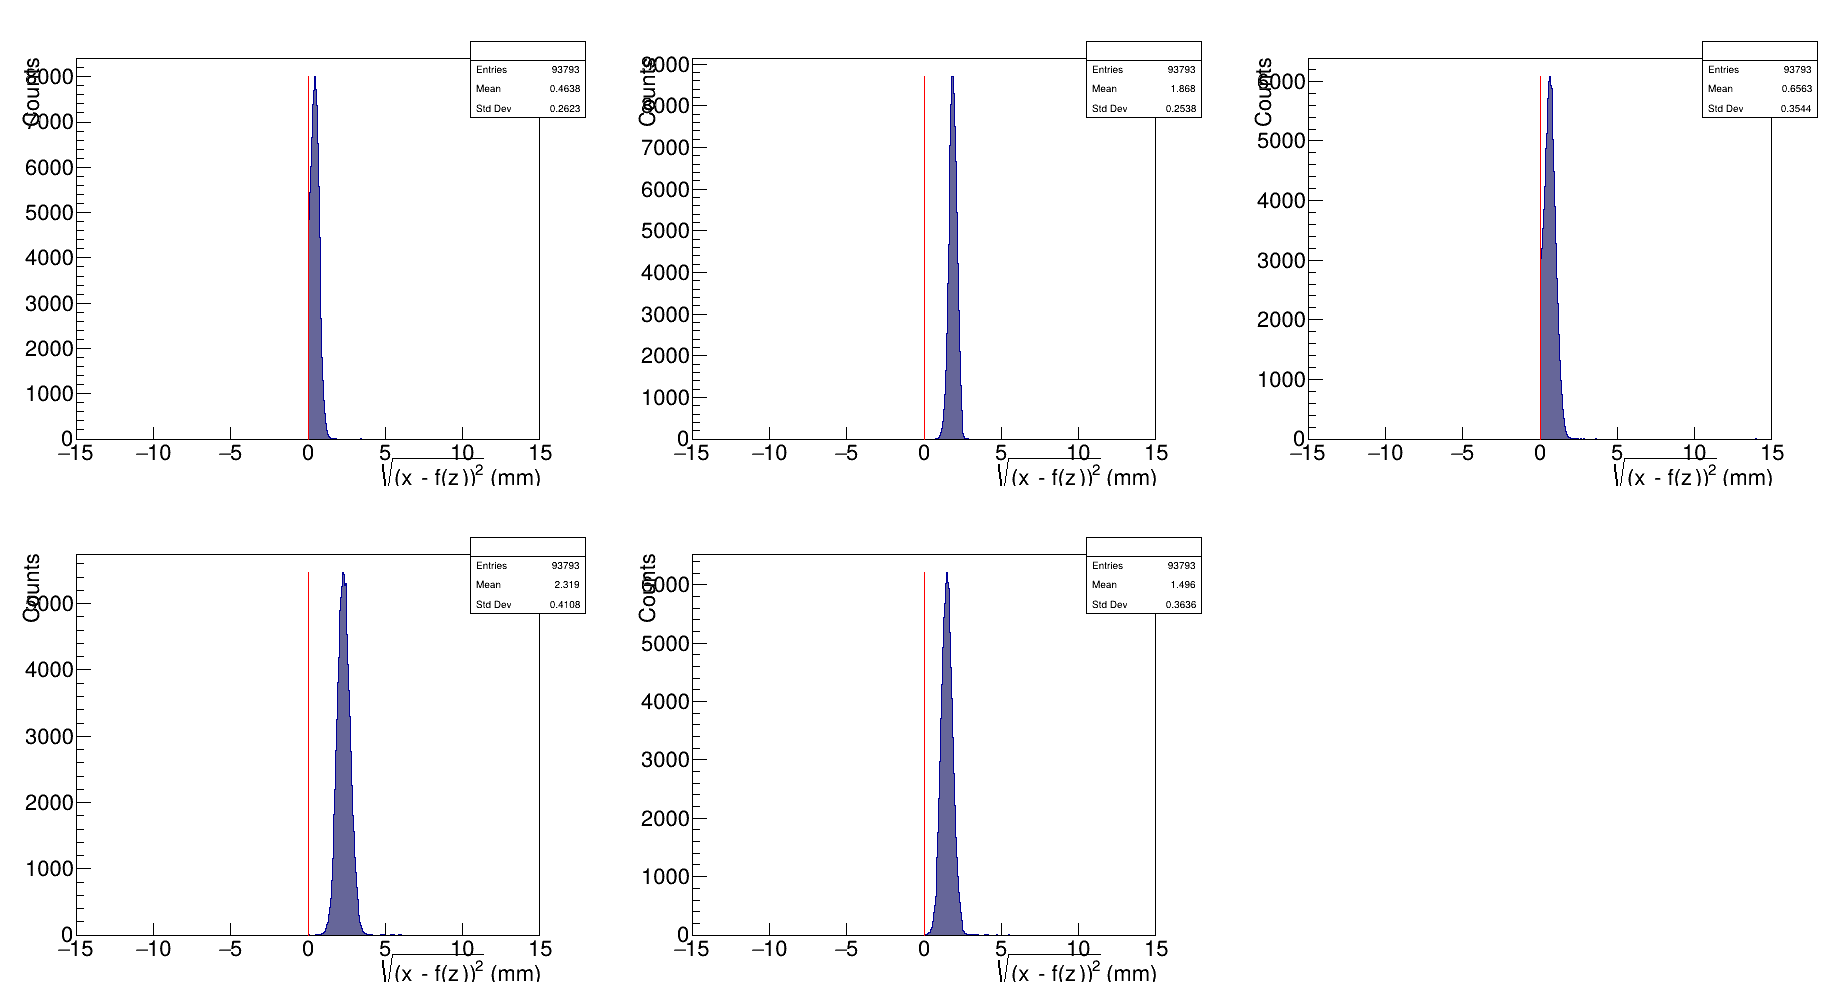 Counts
Entries 93793
Mean 0.4638
Std Dev 0.2623
8000
7000
6000
5000
4000
3000
2000
1000
0
−15 −10 −5 0 5 10 15
√(x - f(z))² (mm)
Counts
Entries 93793
Mean 1.868
Std Dev 0.2538
9000
8000
7000
6000
5000
4000
3000
2000
1000
0
−15 −10 −5 0 5 10 15
√(x - f(z))² (mm)
Counts
Entries 93793
Mean 0.6563
Std Dev 0.3544
6000
5000
4000
3000
2000
1000
0
−15 −10 −5 0 5 10 15
√(x - f(z))² (mm)
Counts
Entries 93793
Mean 2.319
Std Dev 0.4108
5000
4000
3000
2000
1000
0
−15 −10 −5 0 5 10 15
√(x - f(z))² (mm)
Counts
Entries 93793
Mean 1.496
Std Dev 0.3636
6000
5000
4000
3000
2000
1000
0
−15 −10 −5 0 5 10 15
√(x - f(z))² (mm)